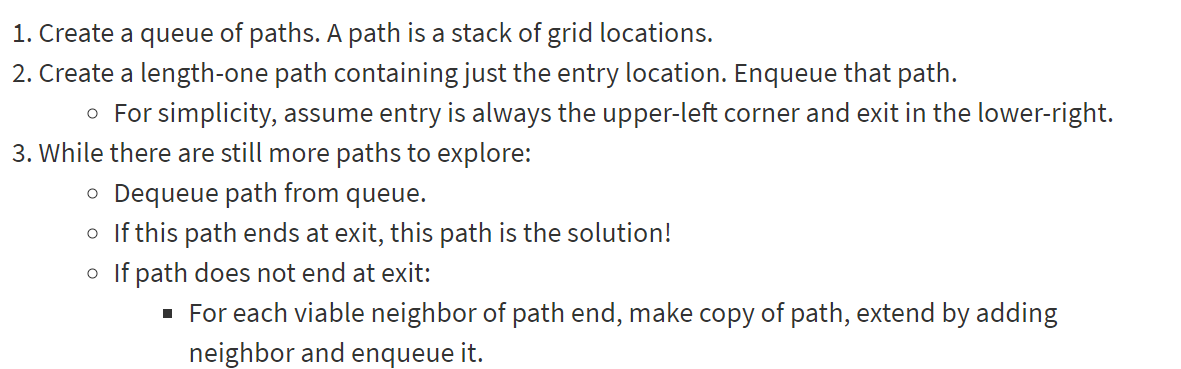 1. Create a queue of paths. A path is a stack of grid locations.
2. Create a length-one path containing just the entry location. Enqueue that path.
○ For simplicity, assume entry is always the upper-left corner and exit in the lower-right.
3. While there are still more paths to explore:
○ Dequeue path from queue.
○ If this path ends at exit, this path is the solution!
○ If path does not end at exit:
▪ For each viable neighbor of path end, make copy of path, extend by adding
neighbor and enqueue it.